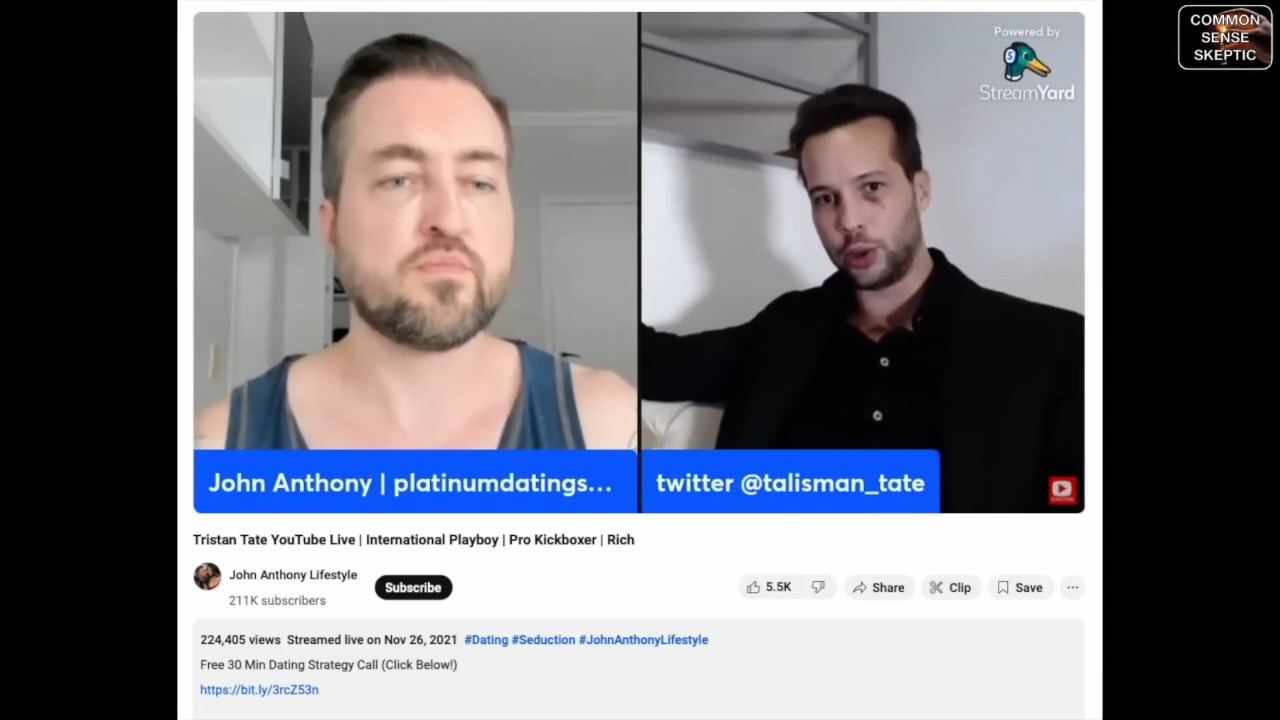 COMMON
SENSE
SKEPTIC
Powered by
StreamYard
John Anthony | platinumdatings...
twitter @talisman_tate
Tristan Tate YouTube Live | International Playboy | Pro Kickboxer | Rich
John Anthony Lifestyle
211K subscribers
Subscribe
5.5K
Share
Clip
Save
224,405 views Streamed live on Nov 26, 2021 #Dating #Seduction #JohnAnthonyLifestyle
Free 30 Min Dating Strategy Call (Click Below!)
https://bit.ly/3rcZ53n